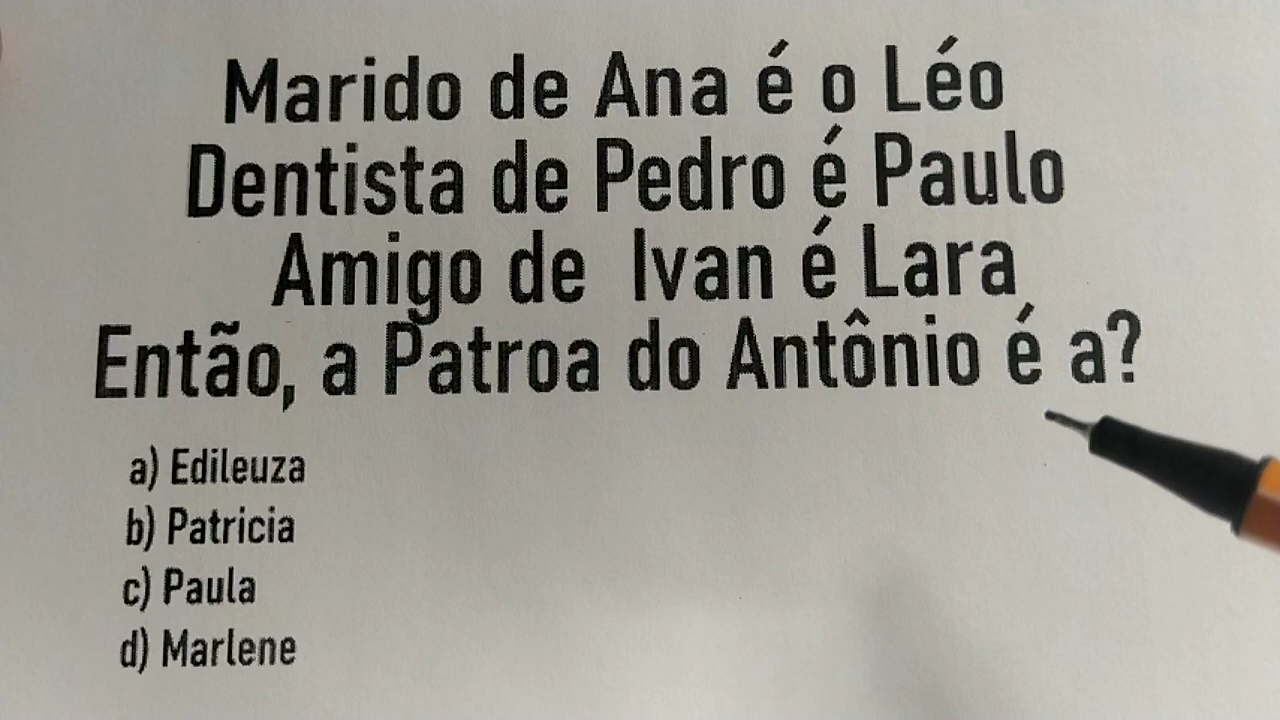 Marido de Ana é o Léo
Dentista de Pedro é Paulo
Amigo de Ivan é Lara
Então, a Patroa do Antônio é a?
a) Edileuza
b) Patricia
c) Paula
d) Marlene